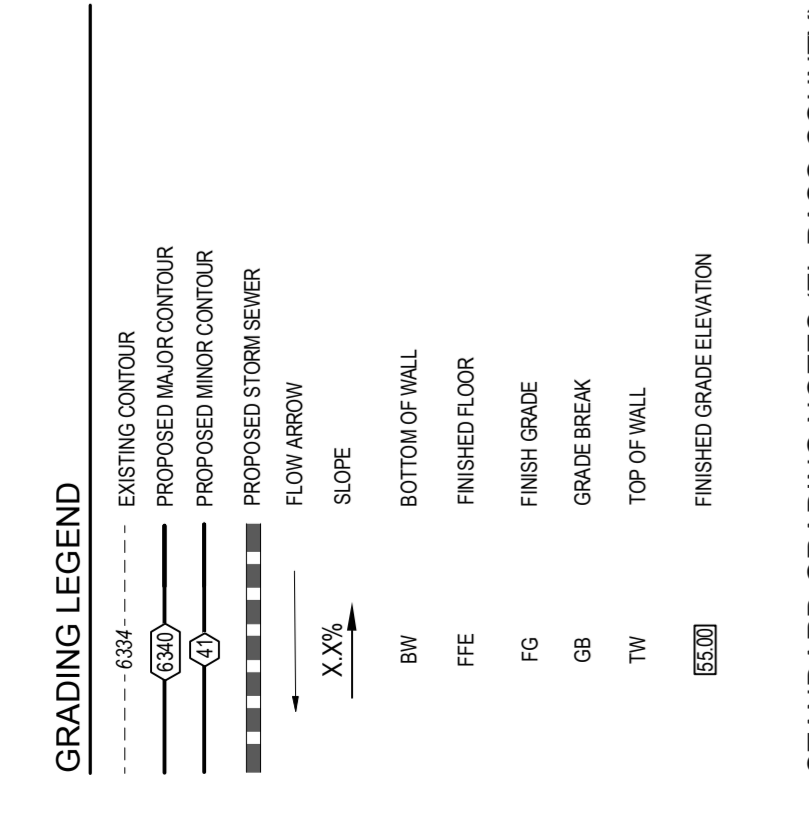 GRADING LEGEND
6334 EXISTING CONTOUR
6340 PROPOSED MAJOR CONTOUR
41 PROPOSED MINOR CONTOUR
PROPOSED STORM SEWER
FLOW ARROW
X.X% SLOPE
BW BOTTOM OF WALL
FFE FINISHED FLOOR
FG FINISH GRADE
GB GRADE BREAK
TW TOP OF WALL
55.00 FINISHED GRADE ELEVATION